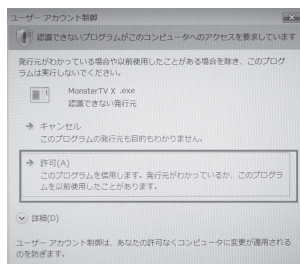 ユーザー アカウント制御
認識できないプログラムがこのコンピュータへのアクセスを要求しています
発行元がわかっている場合や以前使用したことがある場合を除き、このプログ
ラムは実行しないでください。
MonsterTV X .exe
認識できない発行元
キャンセル
このプログラムの発行元も目的もわかりません。
許可(A)
このプログラムを信用します。発行元がわかっているか、このプログラ
ムを以前使用したことがあります。
詳細(D)
ユーザー アカウント制御は、あなたの許可なくコンピュータに変更が適用される
のを防ぎます。